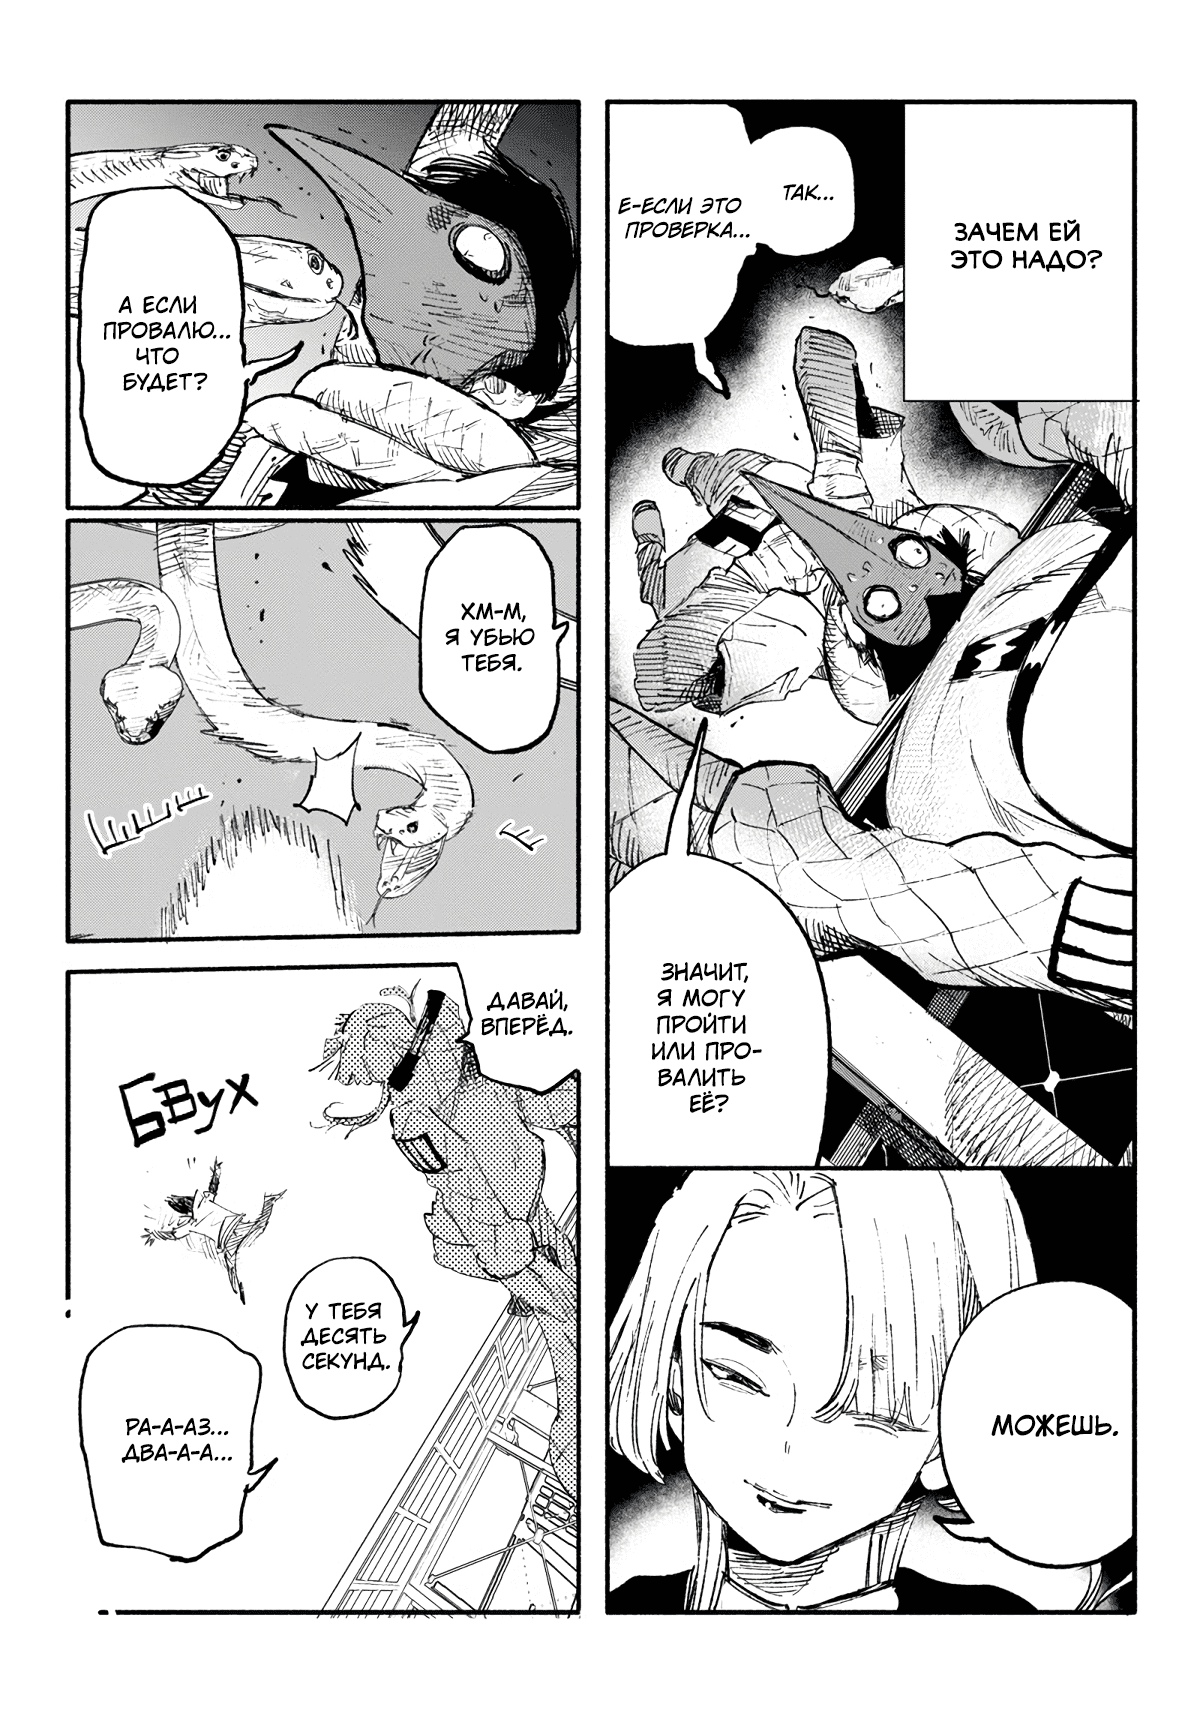 ЗАЧЕМ ЕЙ
ЭТО НАДО?
ТАК...
Е-ЕСЛИ ЭТО
ПРОВЕРКА...
ЗНАЧИТ,
Я МОГУ
ПРОЙТИ
ИЛИ ПРО-
ВАЛИТЬ
ЕЁ?
МОЖЕШЬ.
А ЕСЛИ
ПРОВАЛЮ...
ЧТО
БУДЕТ?
ХМ-М,
Я УБЬЮ
ТЕБЯ.
ДАВАЙ,
ВПЕРЁД.
БВУХ
У ТЕБЯ
ДЕСЯТЬ
СЕКУНД.
РА-А-АЗ...
ДВА-А-А...